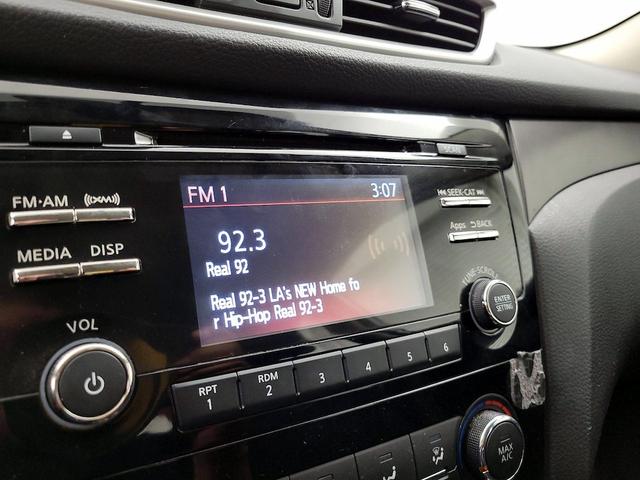 FM·AM
((XM))
MEDIA
DISP
VOL
FM 1
3:07
92.3
Real 92
Real 92-3 LA's NEW Home fo
r Hip-Hop Real 92-3
SEEK·CAT
Apps
BACK
TUNE·SCROLL
ENTER
SETTING
RPT
1
RDM
2
3
4
5
6
MAX
A/C